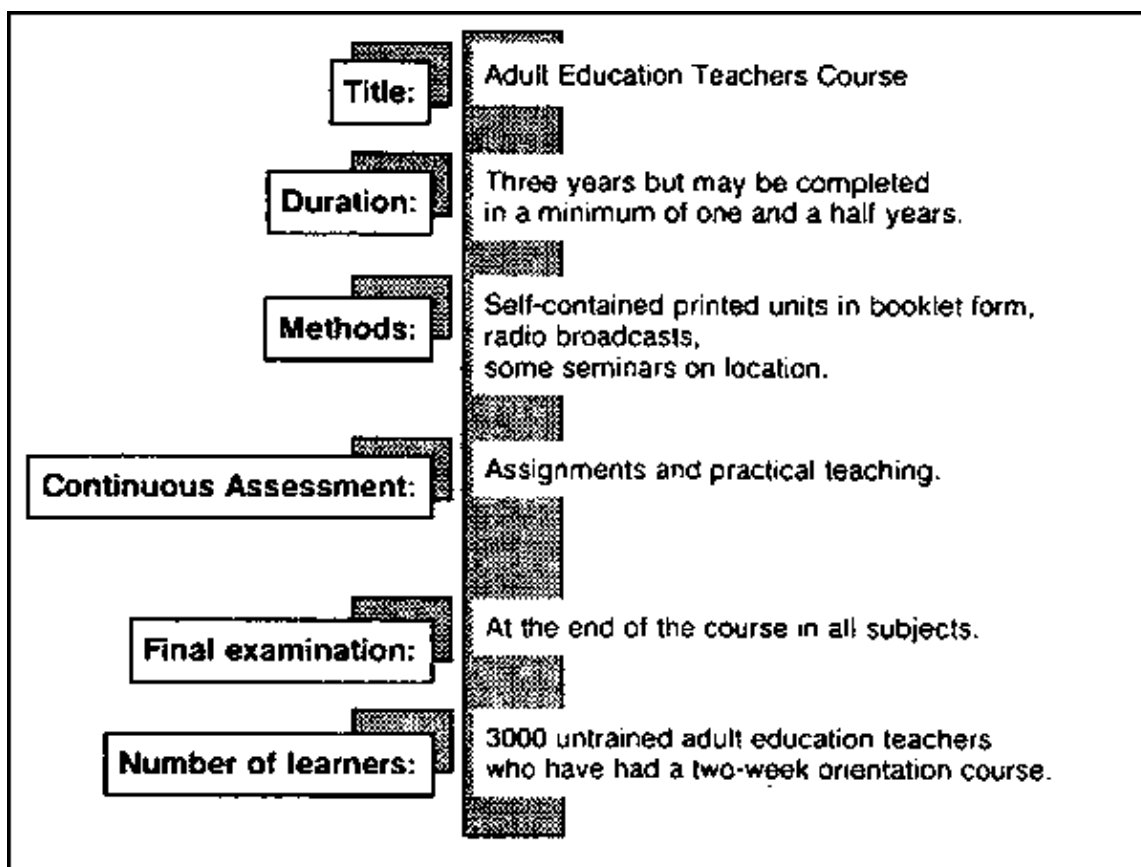 Title:
Adult Education Teachers Course
Duration:
Three years but may be completed
in a minimum of one and a half years.
Methods:
Self-contained printed units in booklet form,
radio broadcasts,
some seminars on location.
Continuous Assessment:
Assignments and practical teaching.
Final examination:
At the end of the course in all subjects.
Number of learners:
3000 untrained adult education teachers
who have had a two-week orientation course.